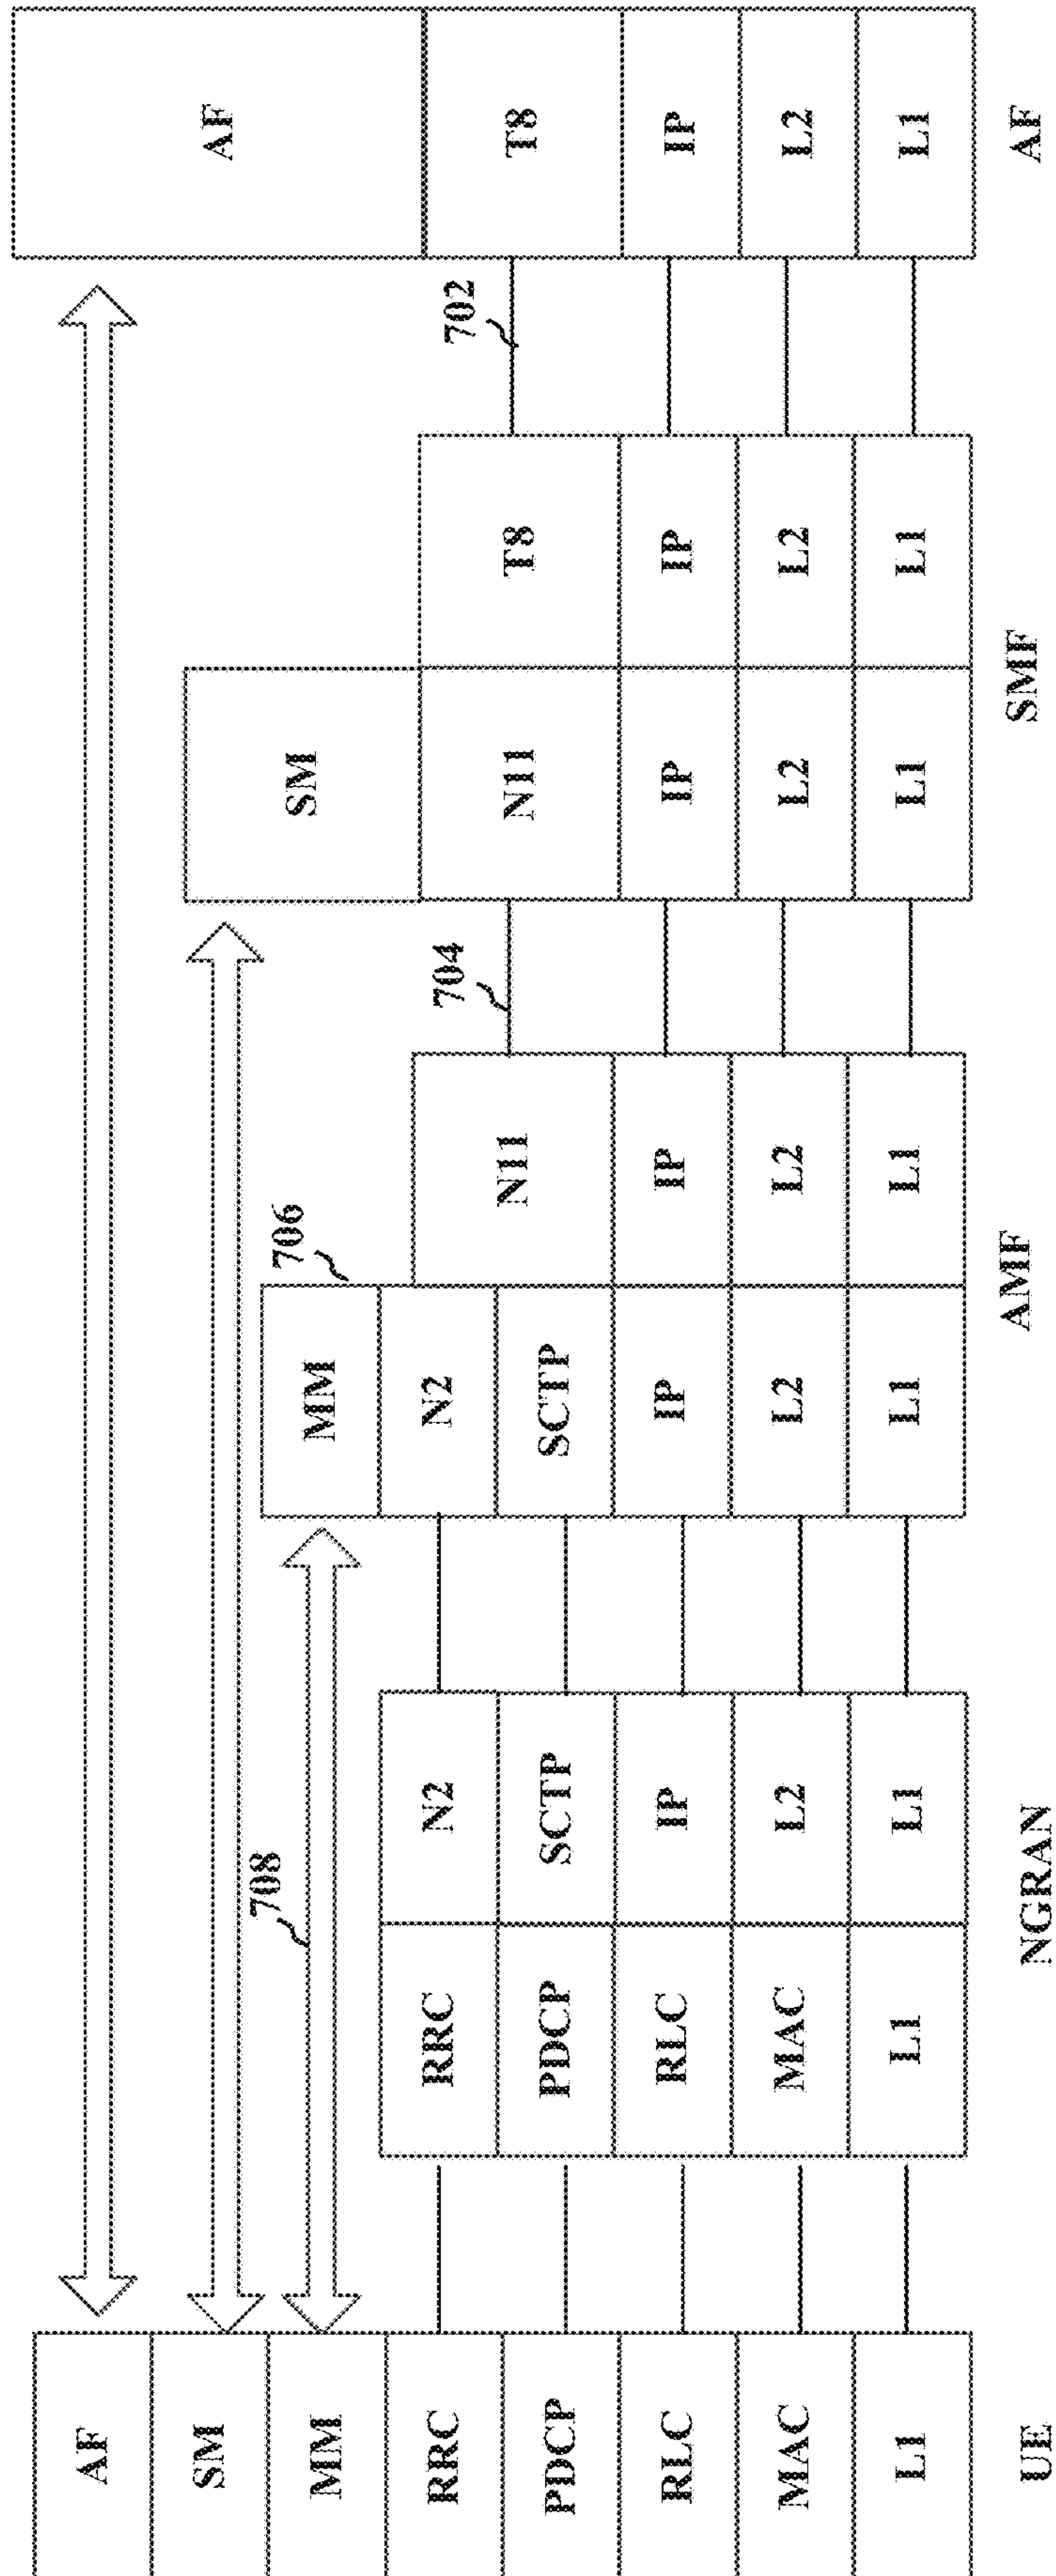 AF
SM
MM
RRC
PDCP
RLC
MAC
L1
UE
708
RRC
PDCP
RLC
MAC
L1
N2
SCTP
IP
L2
L1
NGRAN
706
MM
N2
SCTP
IP
L2
L1
N11
IP
L2
L1
AMF
704
SM
N11
IP
L2
L1
T8
IP
L2
L1
SMF
702
AF
T8
IP
L2
L1
AF